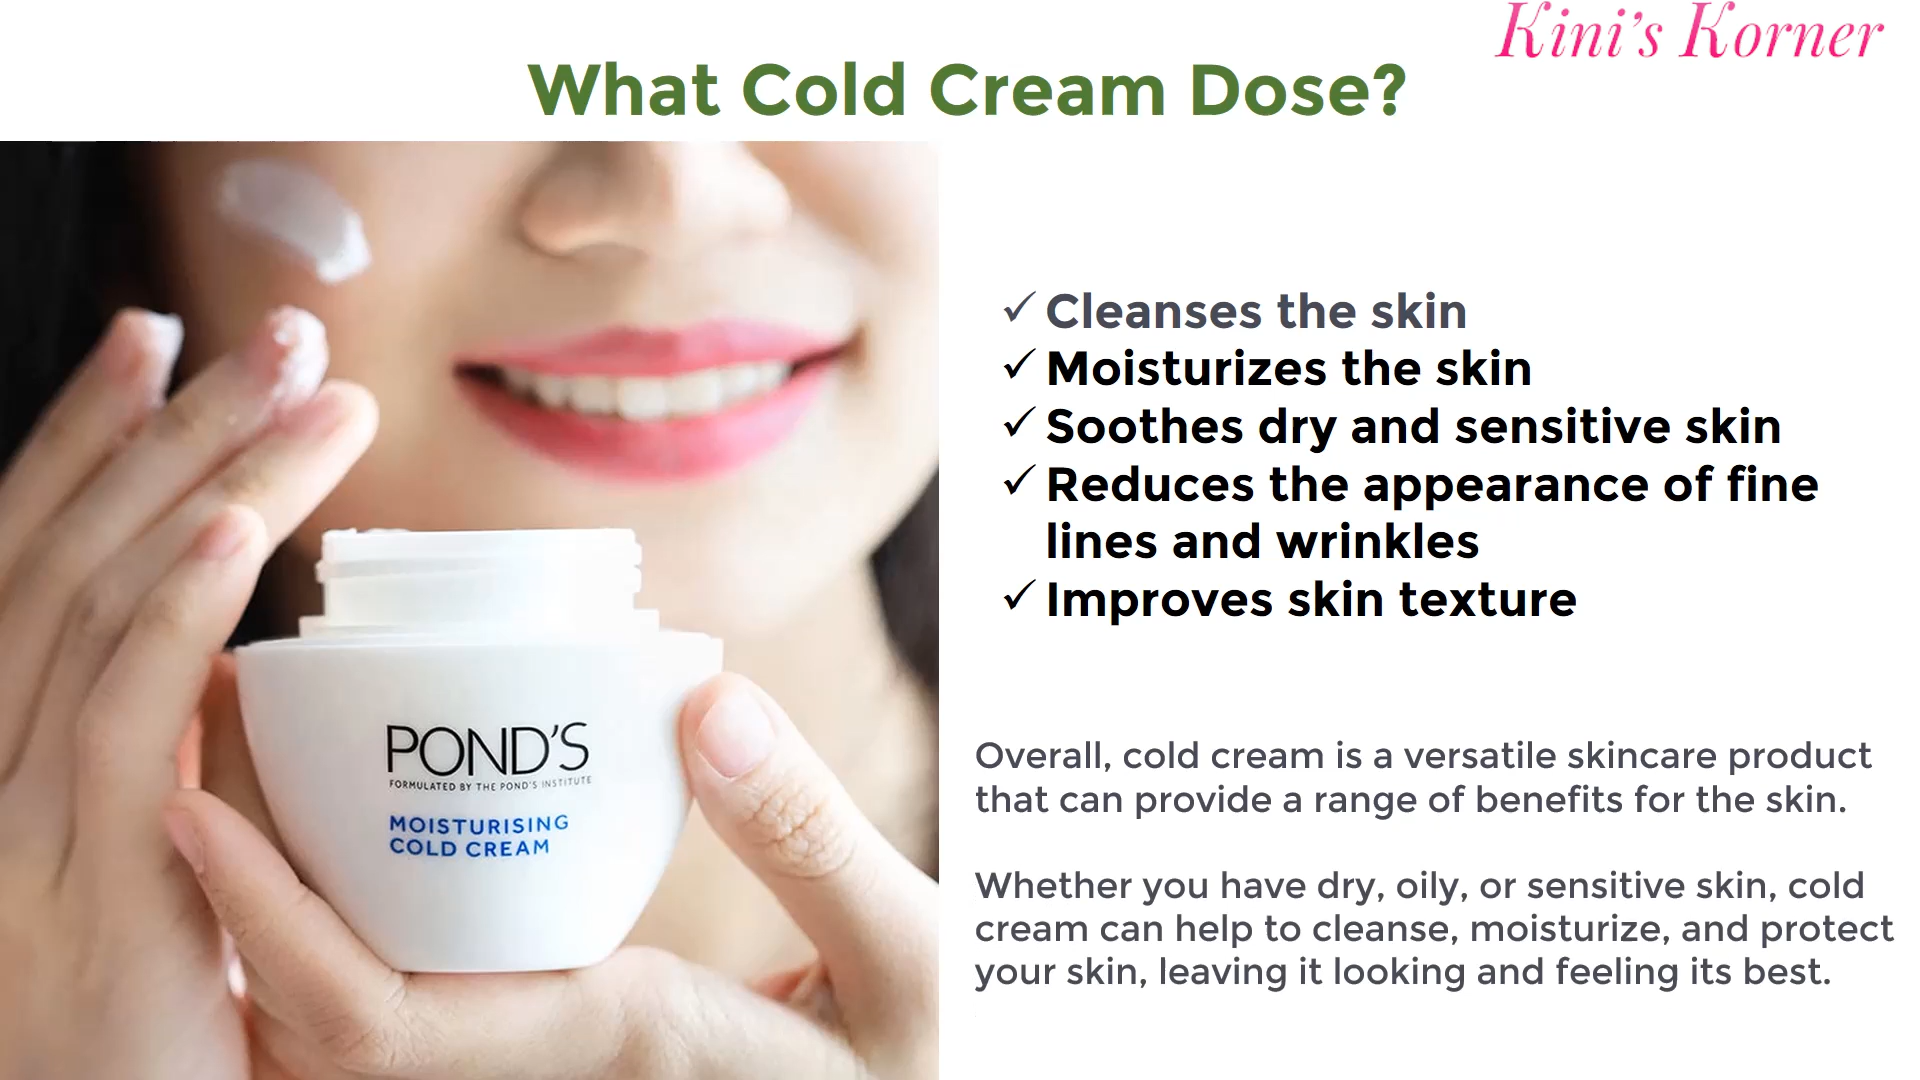 Kini's Korner
What Cold Cream Dose?
✓ Cleanses the skin
✓ Moisturizes the skin
✓ Soothes dry and sensitive skin
✓ Reduces the appearance of fine
lines and wrinkles
✓ Improves skin texture
POND'S
FORMULATED BY THE POND'S INSTITUTE
MOISTURISING
COLD CREAM
Overall, cold cream is a versatile skincare product
that can provide a range of benefits for the skin.
Whether you have dry, oily, or sensitive skin, cold
cream can help to cleanse, moisturize, and protect
your skin, leaving it looking and feeling its best.